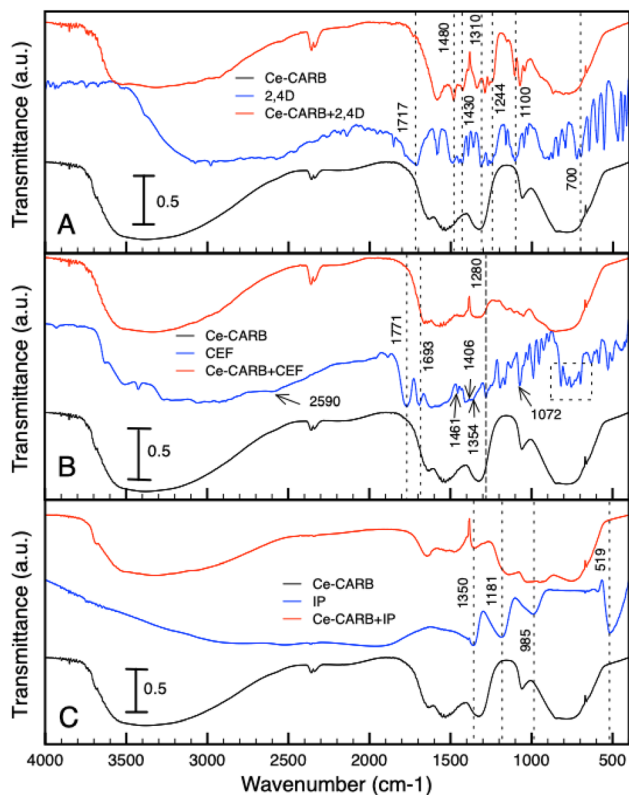 Transmittance (a.u.)
A
0.5
Ce-CARB
2,4D
Ce-CARB+2,4D
1717
1480
1430
1310
1244
1100
700
Transmittance (a.u.)
B
0.5
Ce-CARB
CEF
Ce-CARB+CEF
2590
1771
1693
1461
1406
1354
1280
1072
Transmittance (a.u.)
C
0.5
Ce-CARB
IP
Ce-CARB+IP
1350
1181
985
519
4000 3500 3000 2500 2000 1500 1000 500
Wavenumber (cm-1)